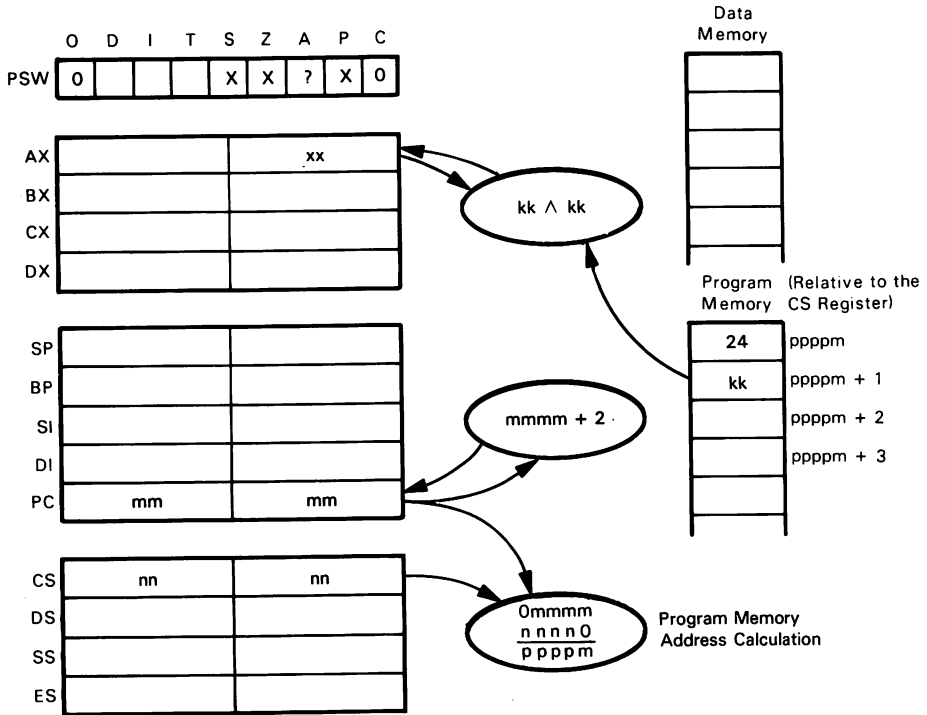 O D I T S Z A P C
PSW O X X ? X O
AX xx
BX
CX
DX
kk ∧ kk
Data
Memory
Program
Memory
(Relative to the
CS Register)
24 ppppm
kk ppppm + 1
ppppm + 2
ppppm + 3
SP
BP
SI
DI
PC mm mm
mmmm + 2
CS nn nn
DS
SS
ES
0mmmm
nnnn0
ppppm
Program Memory
Address Calculation